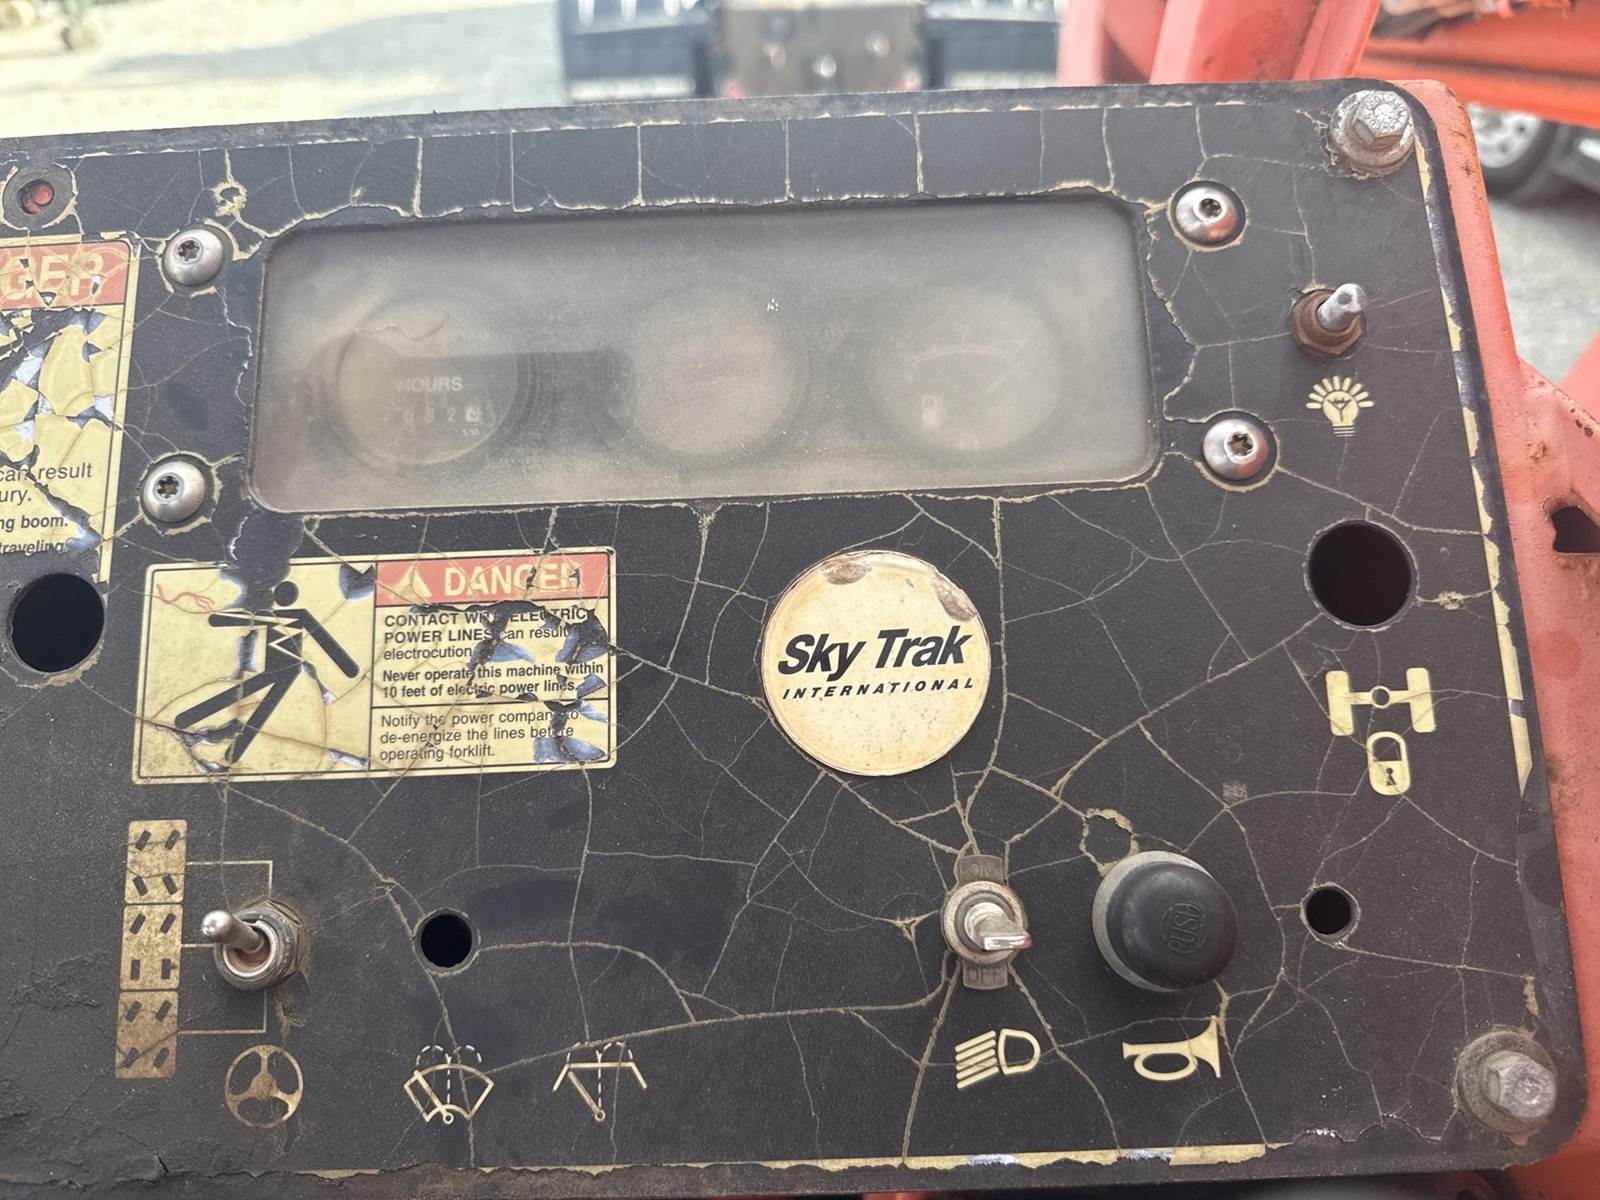 GER
can result
ury.
ng boom.
traveling
HOURS
1/10
DANGER
CONTACT WITH ELECTRIC
POWER LINES can result
electrocution
Never operate this machine within
10 feet of electric power lines.
Notify the power company to
de-energize the lines before
operating forklift.
Sky Trak
INTERNATIONAL
ON
OFF
PUSH